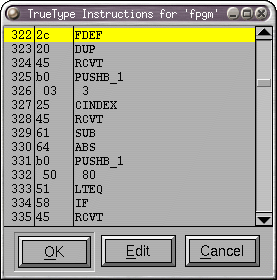 TrueType Instructions for 'fpgm'
322 2c FDEF
323 20 DUP
324 45 RCVT
325 b0 PUSHB_1
326 03 3
327 25 CINDEX
328 45 RCVT
329 61 SUB
330 64 ABS
331 b0 PUSHB_1
332 50 80
333 51 LTEQ
334 58 IF
335 45 RCVT
OK Edit Cancel